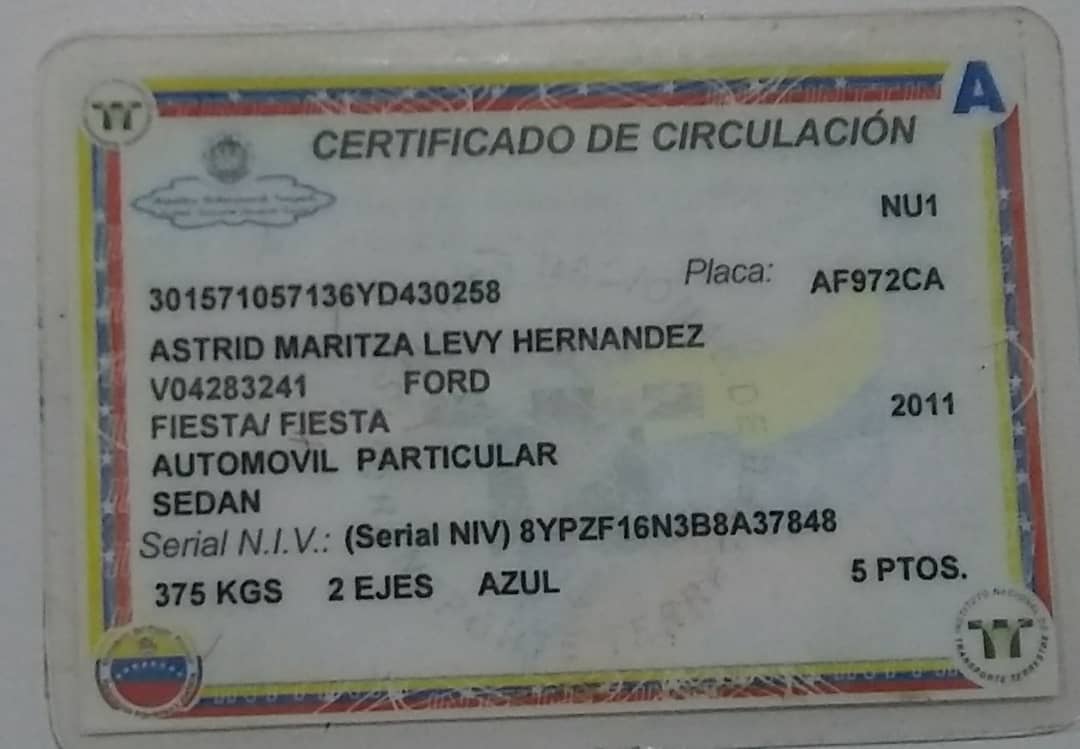 A
CERTIFICADO DE CIRCULACIÓN
NU1
301571057136YD430258 Placa: AF972CA
ASTRID MARITZA LEVY HERNANDEZ
V04283241 FORD
FIESTA/ FIESTA 2011
AUTOMOVIL PARTICULAR
SEDAN
Serial N.I.V.: (Serial NIV) 8YPZF16N3B8A37848
375 KGS 2 EJES AZUL 5 PTOS.
INSTITUTO NACIONAL DE TRANSPORTE TERRESTRE